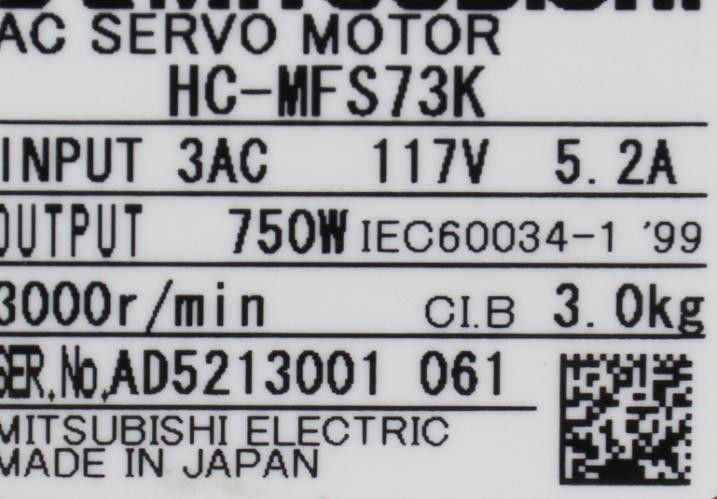 MITSUBISHI
AC SERVO MOTOR
HC-MFS73K
INPUT 3AC 117V 5.2A
OUTPUT 750W IEC60034-1 '99
3000r/min CI.B 3.0kg
SER.No.AD5213001 061
MITSUBISHI ELECTRIC
MADE IN JAPAN